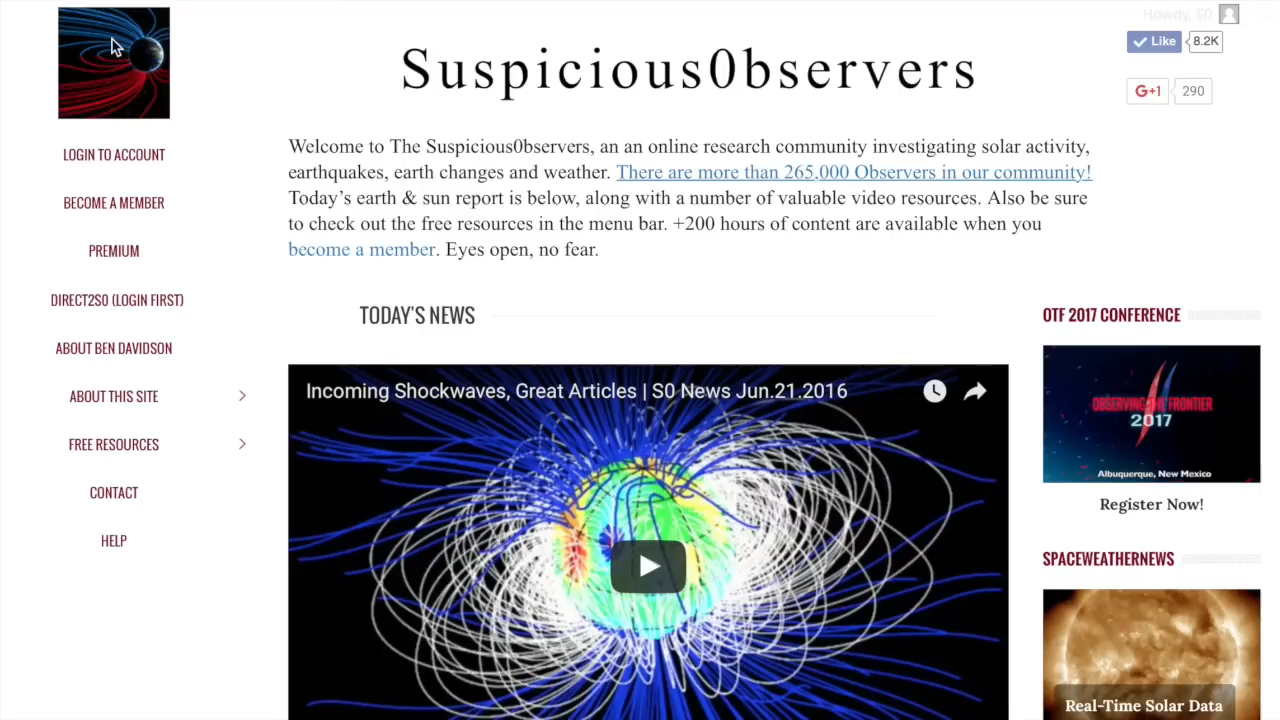 Howdy, S0
Like
8.2K
G+1
290
Suspicious0bservers
Welcome to The Suspicious0bservers, an an online research community investigating solar activity,
earthquakes, earth changes and weather. There are more than 265,000 Observers in our community!
Today's earth & sun report is below, along with a number of valuable video resources. Also be sure
to check out the free resources in the menu bar. +200 hours of content are available when you
become a member. Eyes open, no fear.
LOGIN TO ACCOUNT
BECOME A MEMBER
PREMIUM
DIRECT2S0 (LOGIN FIRST)
ABOUT BEN DAVIDSON
ABOUT THIS SITE
FREE RESOURCES
CONTACT
HELP
TODAY'S NEWS
Incoming Shockwaves, Great Articles | S0 News Jun.21.2016
OTF 2017 CONFERENCE
OBSERVING THE FRONTIER
2017
Albuquerque, New Mexico
Register Now!
SPACEWEATHERNEWS
Real-Time Solar Data